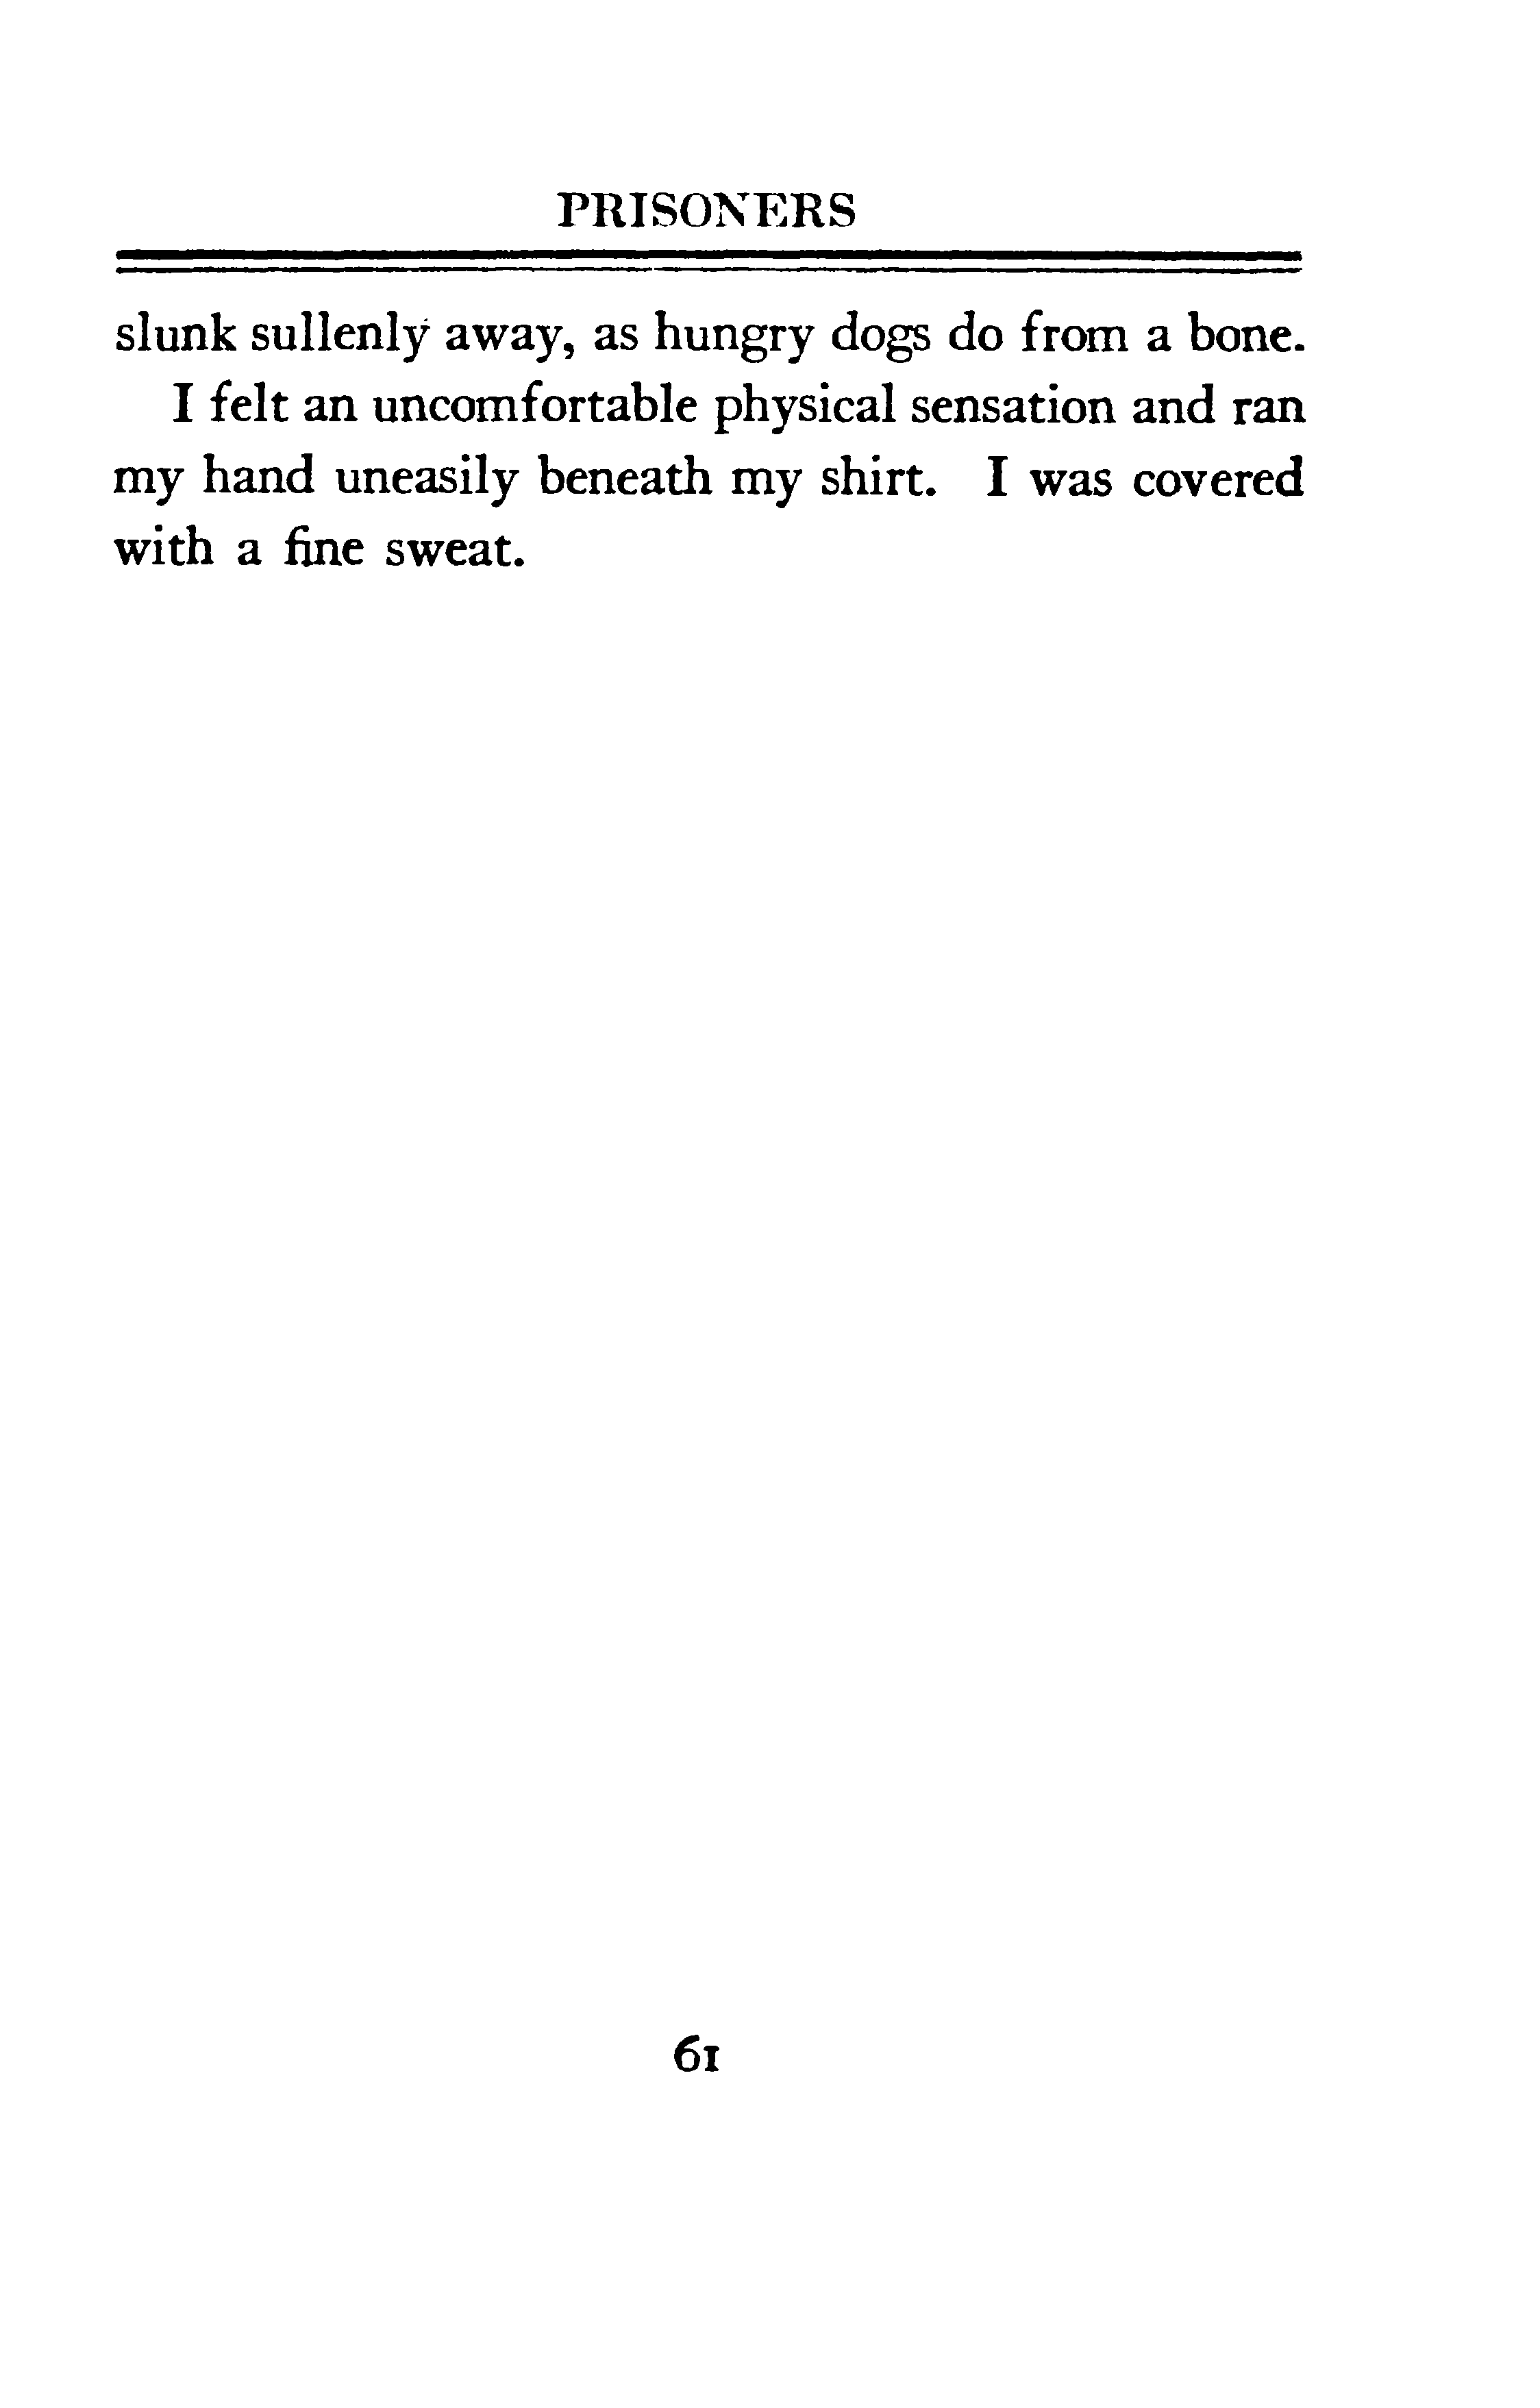 PRISONERS
slunk sullenly away, as hungry dogs do from a bone.
I felt an uncomfortable physical sensation and ran
my hand uneasily beneath my shirt. I was covered
with a fine sweat.
61